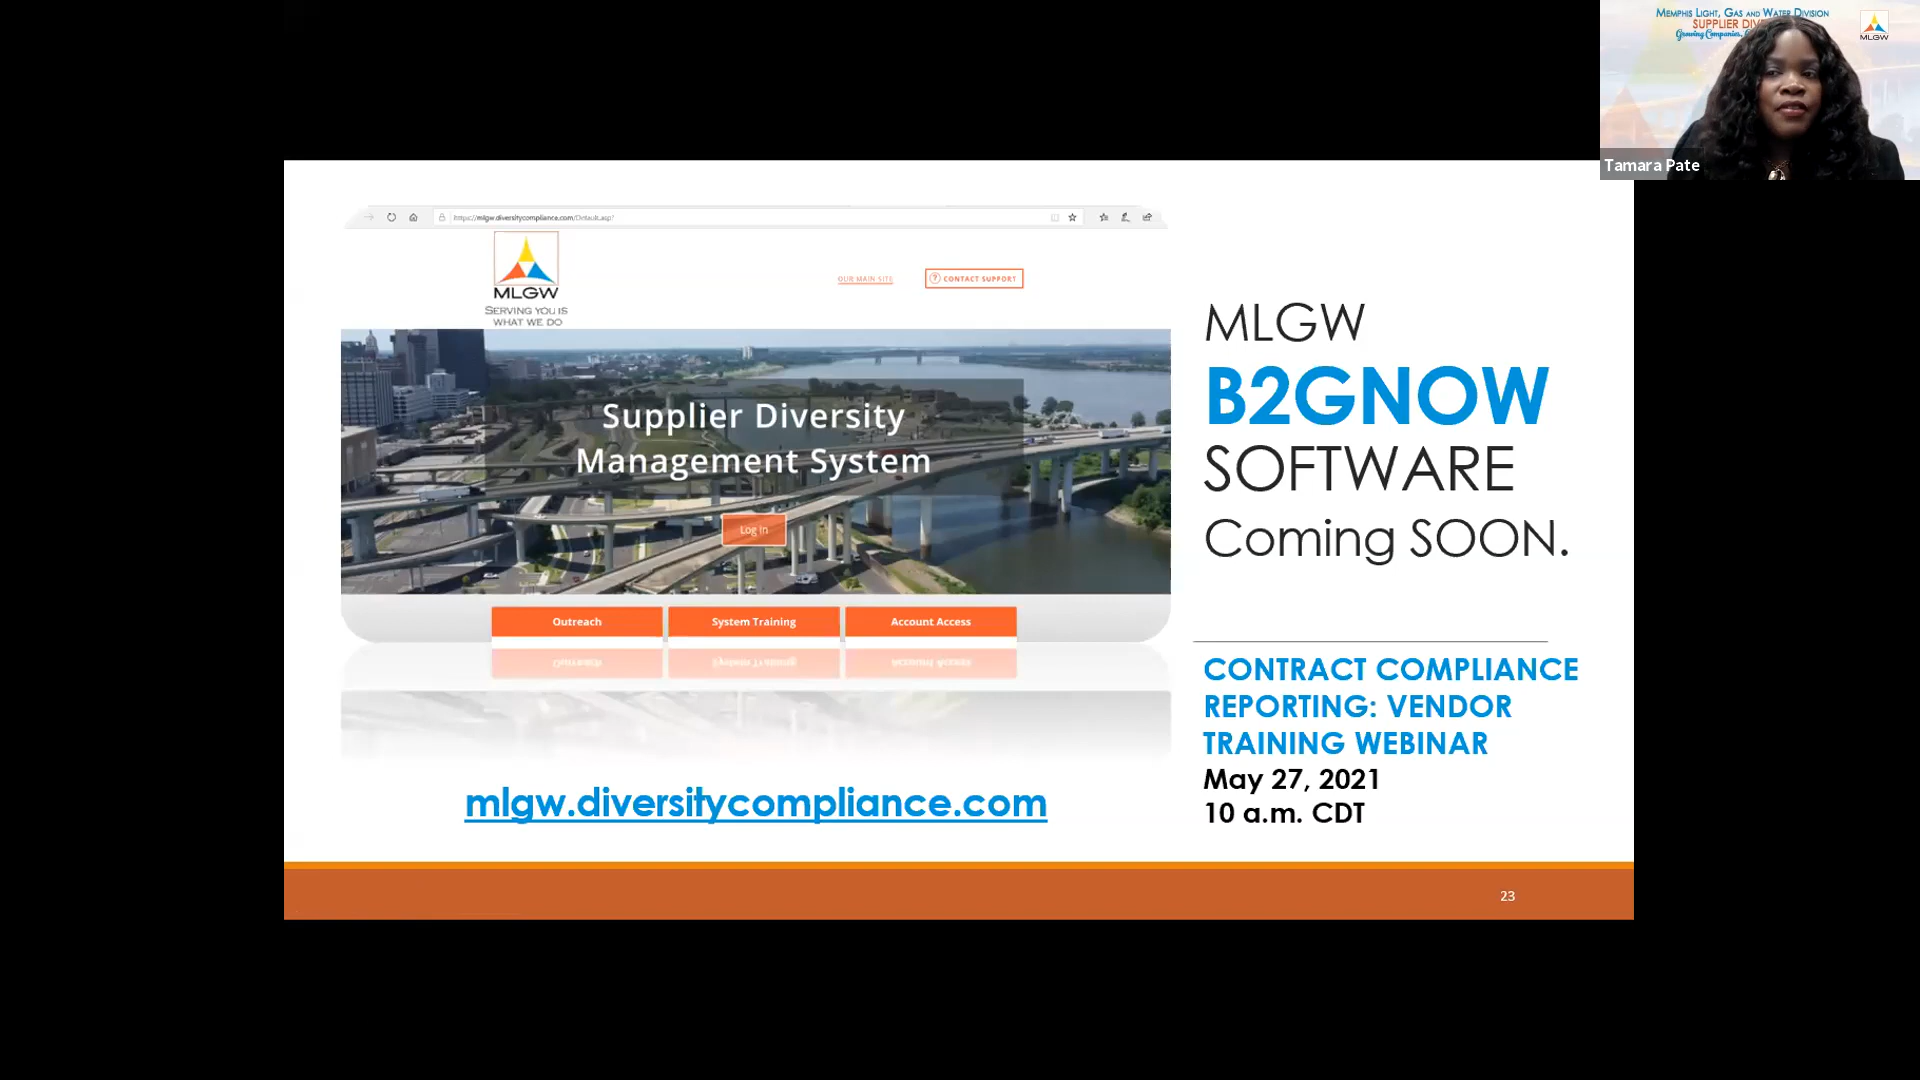 MEMPHIS LIGHT, GAS AND WATER DIVISION
SUPPLIER
Growing Companies,
MLGW
Tamara Pate
https://mlgw.diversitycompliance.com/Default.asp?
MLGW
SERVING YOU IS
WHAT WE DO
OUR MAIN SITE
? CONTACT SUPPORT
Supplier Diversity
Management System
Log In
Outreach
System Training
Account Access
mlgw.diversitycompliance.com
MLGW
B2GNOW
SOFTWARE
Coming SOON.
CONTRACT COMPLIANCE
REPORTING: VENDOR
TRAINING WEBINAR
May 27, 2021
10 a.m. CDT
23